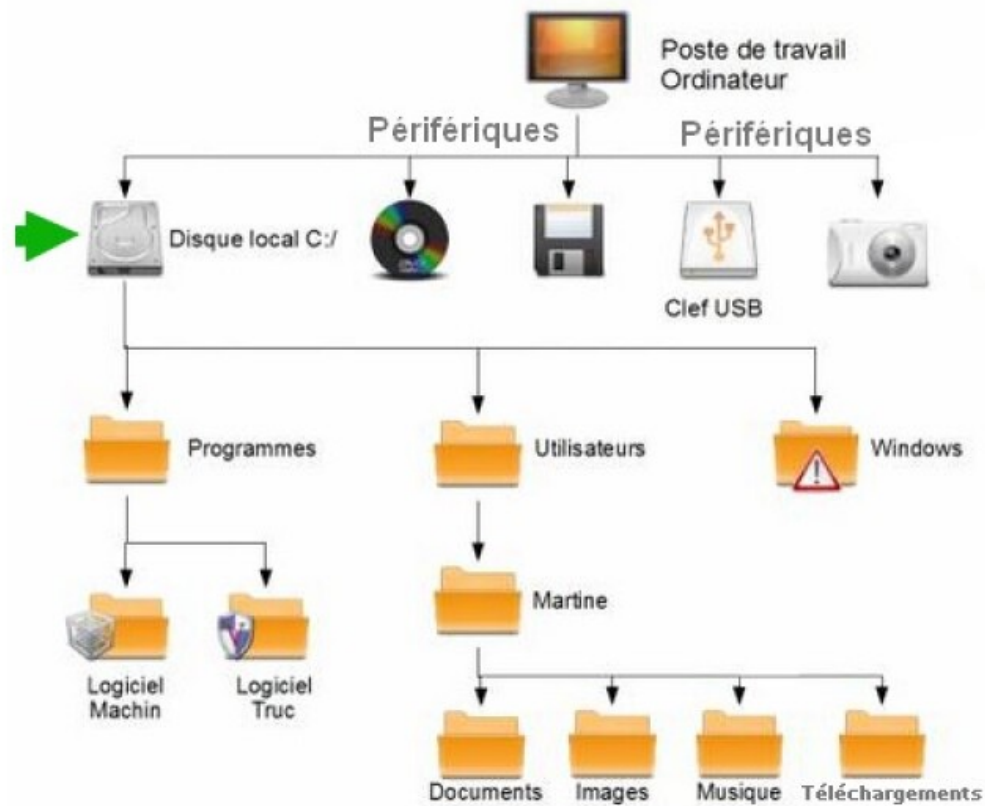 Poste de travail
Ordinateur
Périfériques
Périfériques
Disque local C:/
Clef USB
Programmes
Utilisateurs
Windows
Martine
Logiciel
Machin
Logiciel
Truc
Documents
Images
Musique
Téléchargements